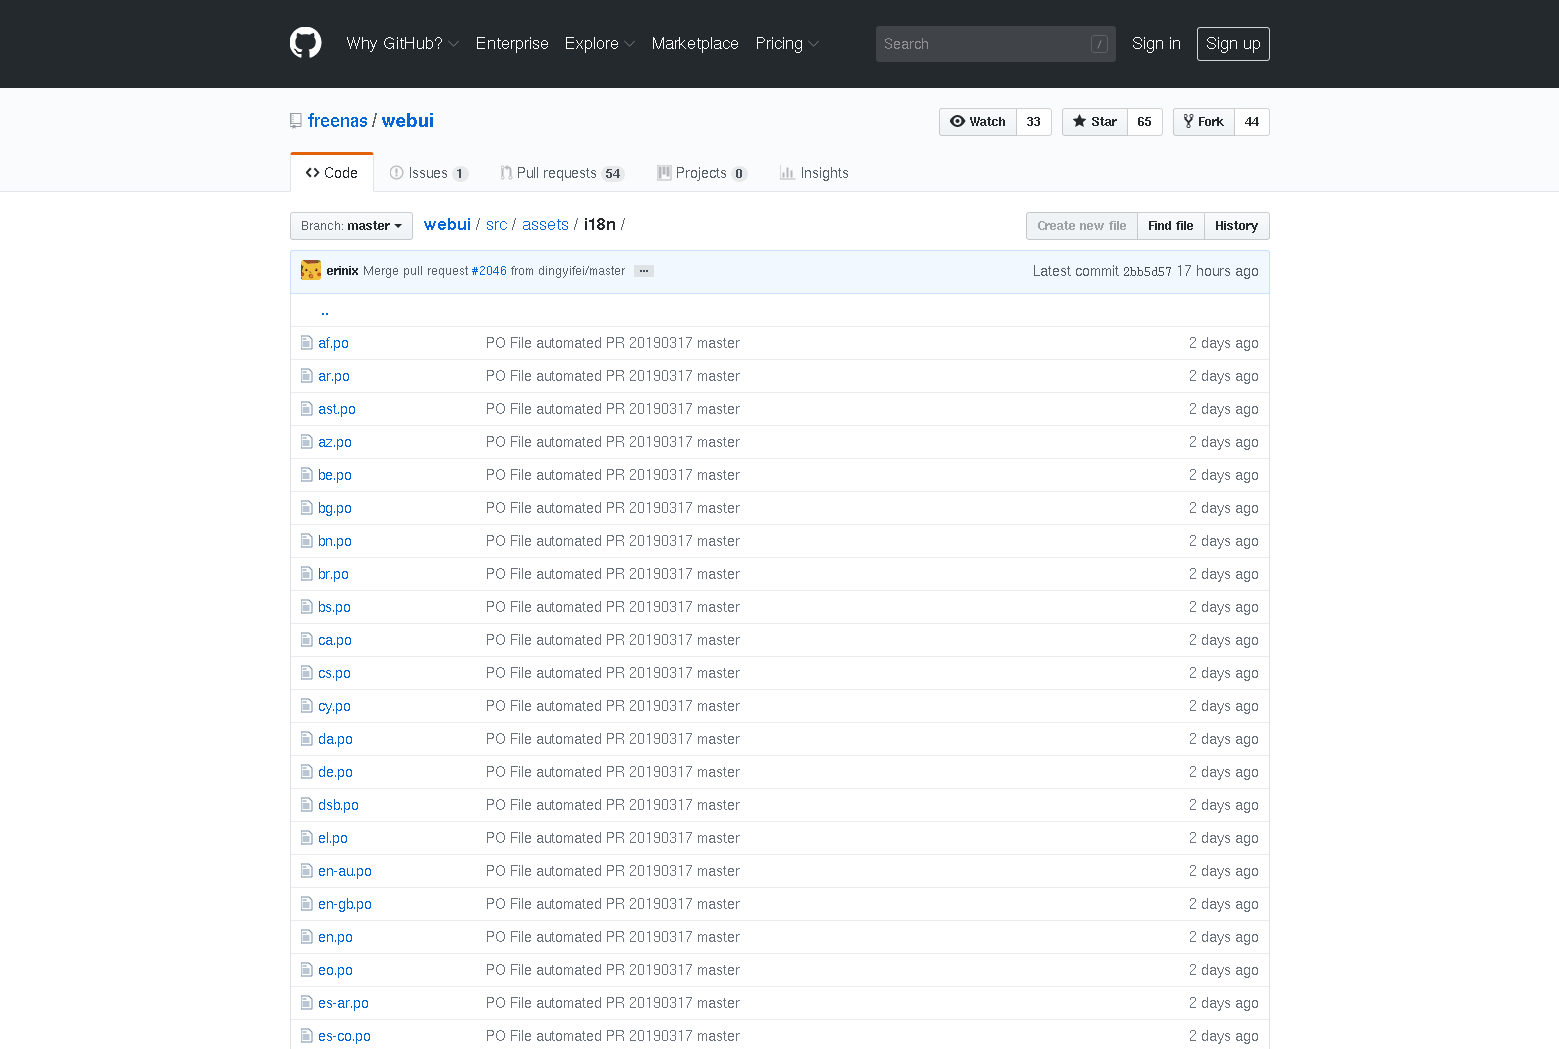 Why GitHub? Enterprise Explore Marketplace Pricing Search / Sign in Sign up
freenas / webui Watch 33 Star 65 Fork 44
Code Issues 1 Pull requests 54 Projects 0 Insights
Branch: master webui / src / assets / i18n / Create new file Find file History
erinix Merge pull request #2046 from dingyifei/master ... Latest commit 2bb5d57 17 hours ago
..
af.po PO File automated PR 20190317 master 2 days ago
ar.po PO File automated PR 20190317 master 2 days ago
ast.po PO File automated PR 20190317 master 2 days ago
az.po PO File automated PR 20190317 master 2 days ago
be.po PO File automated PR 20190317 master 2 days ago
bg.po PO File automated PR 20190317 master 2 days ago
bn.po PO File automated PR 20190317 master 2 days ago
br.po PO File automated PR 20190317 master 2 days ago
bs.po PO File automated PR 20190317 master 2 days ago
ca.po PO File automated PR 20190317 master 2 days ago
cs.po PO File automated PR 20190317 master 2 days ago
cy.po PO File automated PR 20190317 master 2 days ago
da.po PO File automated PR 20190317 master 2 days ago
de.po PO File automated PR 20190317 master 2 days ago
dsb.po PO File automated PR 20190317 master 2 days ago
el.po PO File automated PR 20190317 master 2 days ago
en-au.po PO File automated PR 20190317 master 2 days ago
en-gb.po PO File automated PR 20190317 master 2 days ago
en.po PO File automated PR 20190317 master 2 days ago
eo.po PO File automated PR 20190317 master 2 days ago
es-ar.po PO File automated PR 20190317 master 2 days ago
es-co.po PO File automated PR 20190317 master 2 days ago